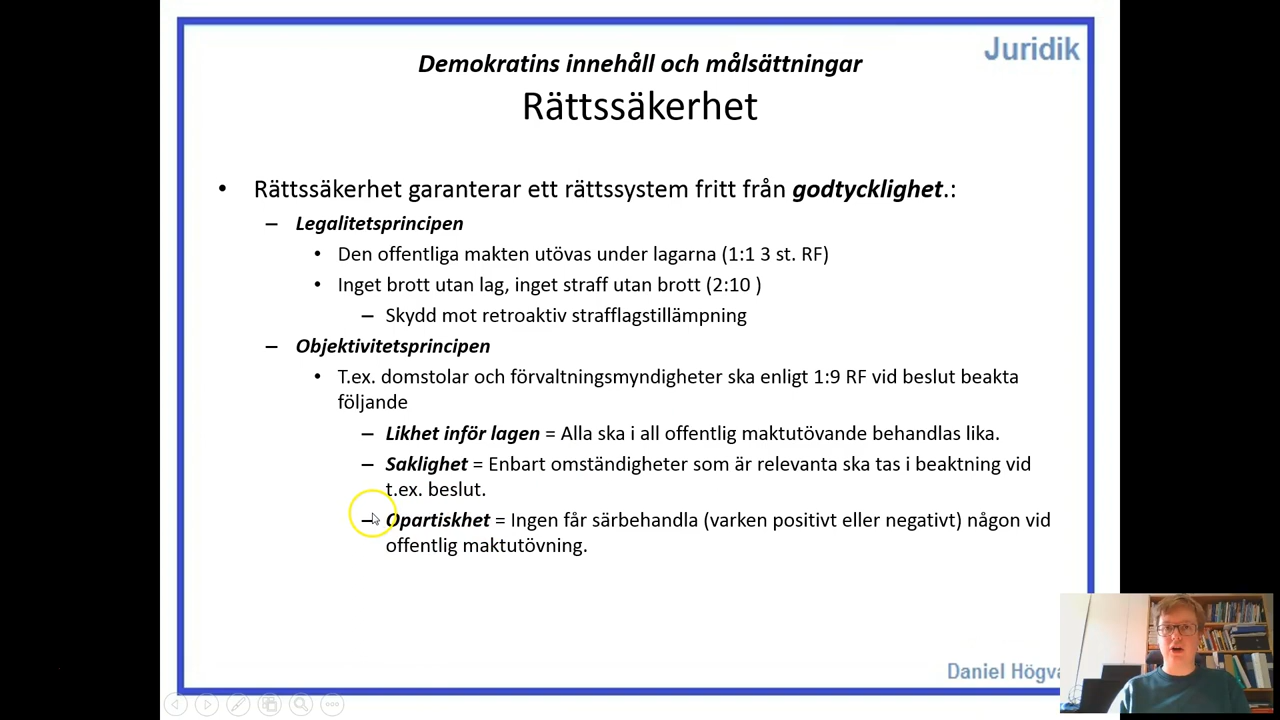 Juridik
Demokratins innehåll och målsättningar
Rättssäkerhet
• Rättssäkerhet garanterar ett rättssystem fritt från godtycklighet.:
– Legalitetsprincipen
• Den offentliga makten utövas under lagarna (1:1 3 st. RF)
• Inget brott utan lag, inget straff utan brott (2:10 )
– Skydd mot retroaktiv strafflagstillämpning
– Objektivitetsprincipen
• T.ex. domstolar och förvaltningsmyndigheter ska enligt 1:9 RF vid beslut beakta
följande
– Likhet inför lagen = Alla ska i all offentlig maktutövande behandlas lika.
– Saklighet = Enbart omständigheter som är relevanta ska tas i beaktning vid
t.ex. beslut.
– Opartiskhet = Ingen får särbehandla (varken positivt eller negativt) någon vid
offentlig maktutövning.
Daniel